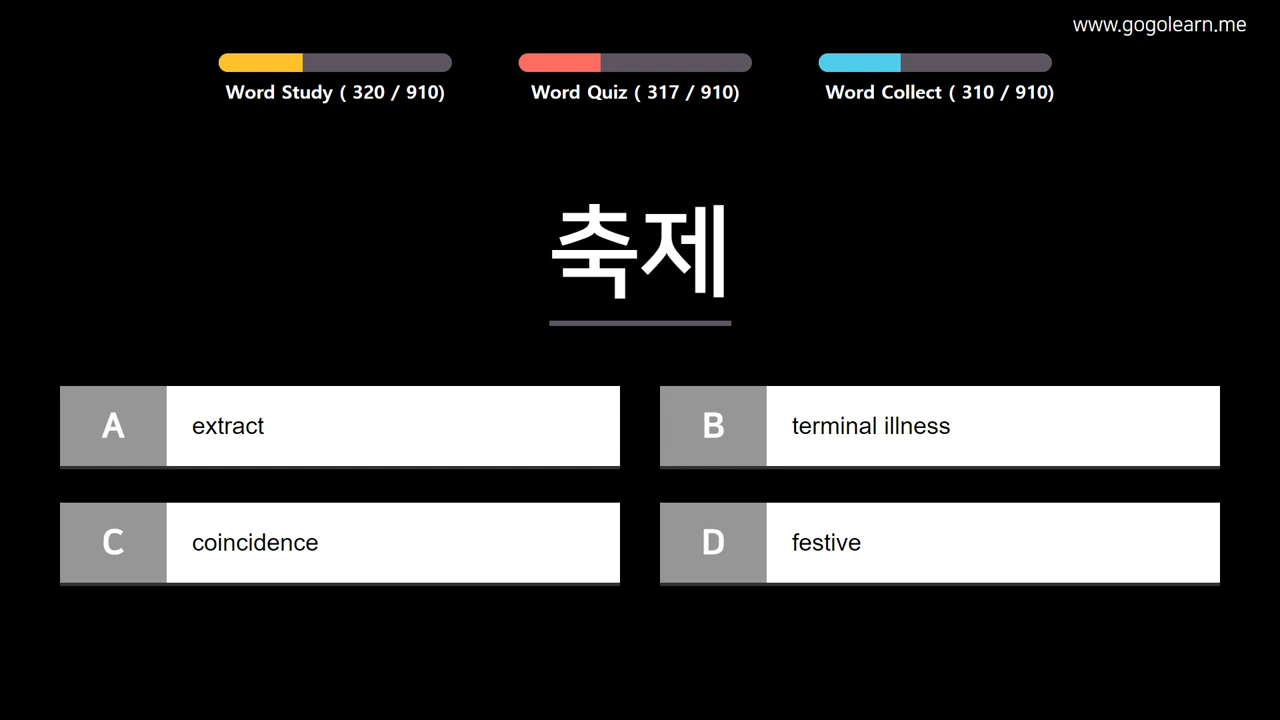 www.gogolearn.me
Word Study ( 320 / 910)
Word Quiz ( 317 / 910)
Word Collect ( 310 / 910)
축제
A extract
B terminal illness
C coincidence
D festive